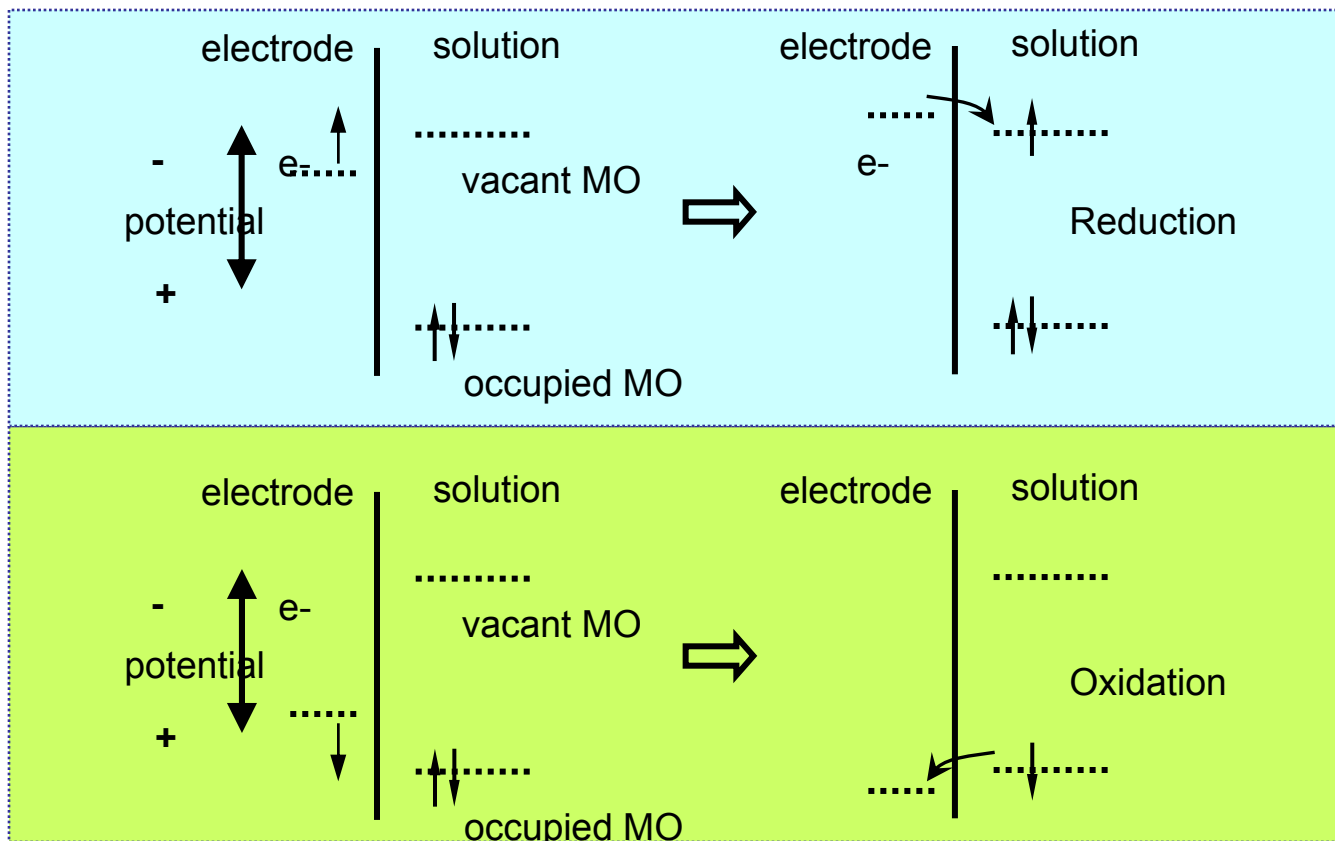 electrode solution electrode solution
-
e-
e-
vacant MO
potential
Reduction
+
occupied MO
electrode solution electrode solution
-
e-
vacant MO
potential
Oxidation
+
occupied MO